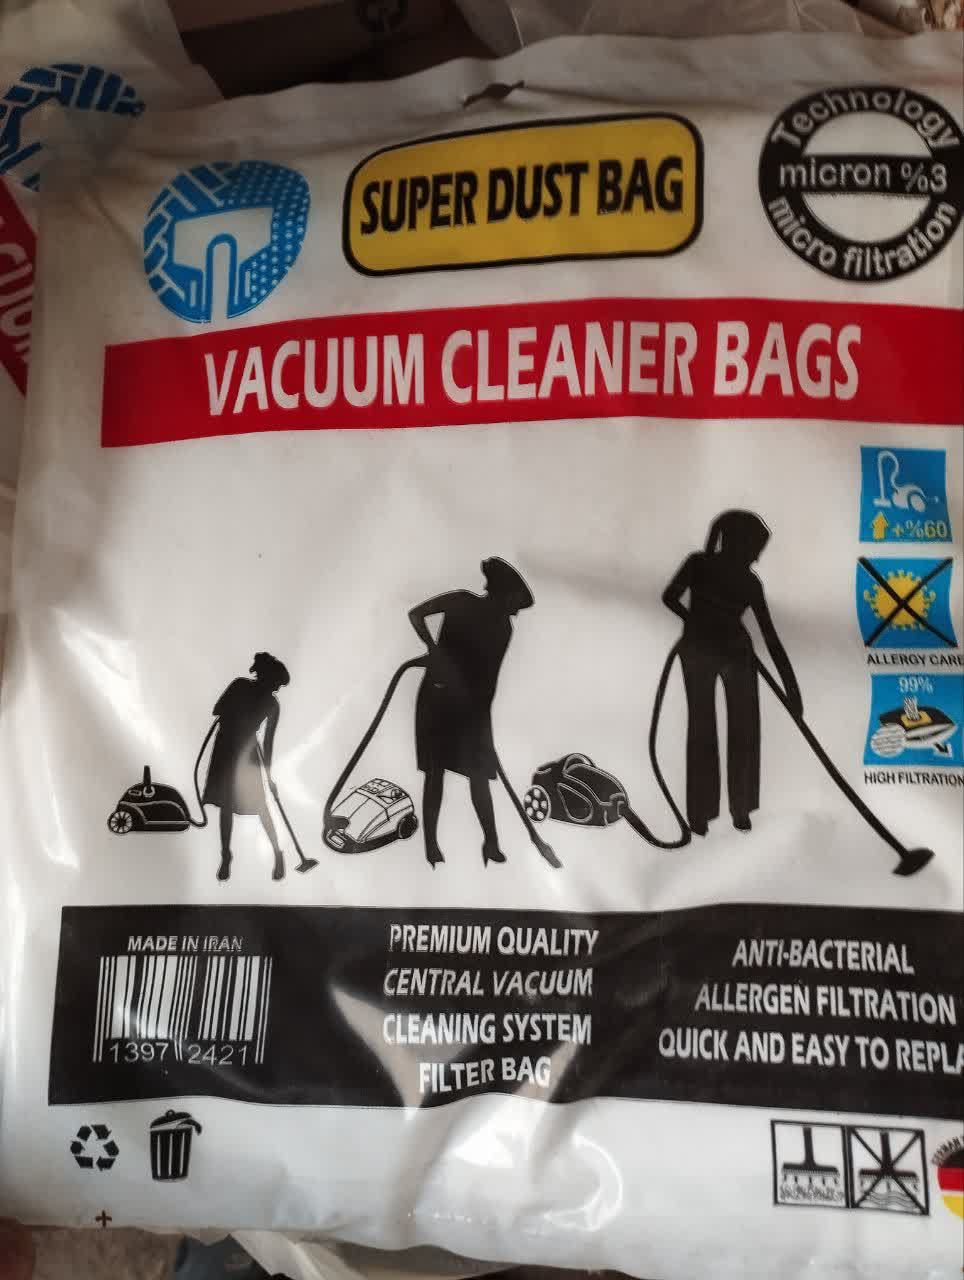 SUPER DUST BAG
Technology
micron %3
micro filtration
VACUUM CLEANER BAGS
+%60
ALLERGY CARE
99%
HIGH FILTRATION
MADE IN IRAN
1397 2421
PREMIUM QUALITY
CENTRAL VACUUM
CLEANING SYSTEM
FILTER BAG
ANTI-BACTERIAL
ALLERGEN FILTRATION
QUICK AND EASY TO REPLA